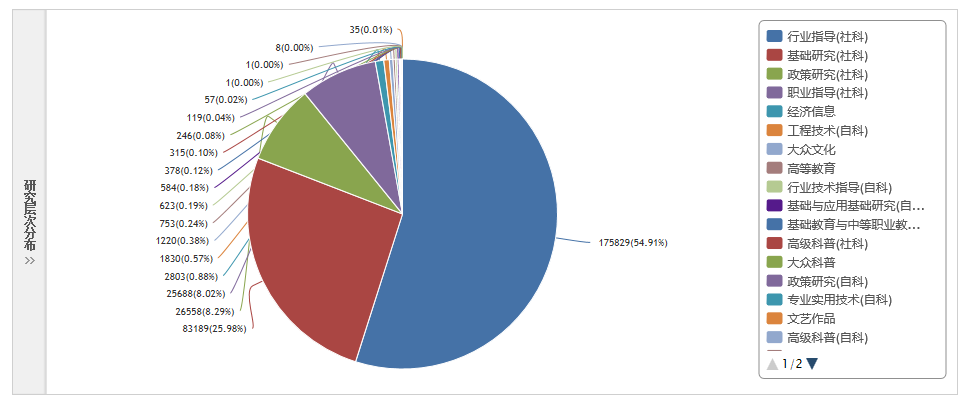 研究层次分布
35(0.01%)
8(0.00%)
1(0.00%)
1(0.00%)
57(0.02%)
119(0.04%)
246(0.08%)
315(0.10%)
378(0.12%)
584(0.18%)
623(0.19%)
753(0.24%)
1220(0.38%)
1830(0.57%)
2803(0.88%)
25688(8.02%)
26558(8.29%)
83189(25.98%)
175829(54.91%)
行业指导(社科)
基础研究(社科)
政策研究(社科)
职业指导(社科)
经济信息
工程技术(自科)
大众文化
高等教育
行业技术指导(自科)
基础与应用基础研究(自...
基础教育与中等职业教...
高级科普(社科)
大众科普
政策研究(自科)
专业实用技术(自科)
文艺作品
高级科普(自科)
1/2